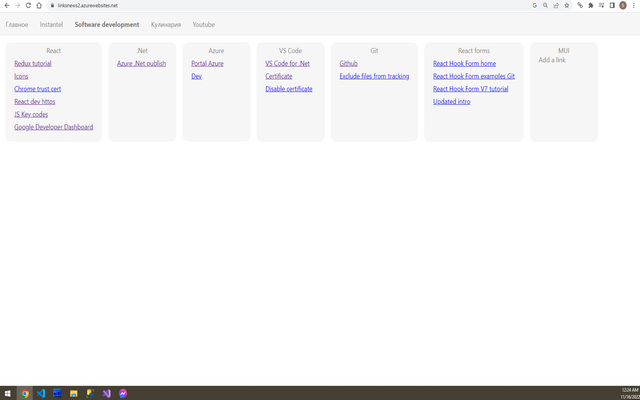 linksnews2.azurewebsites.net
Главное Instantel Software development Кулинария Youtube
React
Redux tutorial
Icons
Chrome trust cert
React dev https
JS Key codes
Google Developer Dashboard
.Net
Azure .Net publish
Azure
Portal Azure
Dev
VS Code
VS Code for .Net
Certificate
Disable certificate
Git
Github
Exclude files from tracking
React forms
React Hook Form home
React Hook Form examples Git
React Hook Form V7 tutorial
Updated intro
MUI
Add a link
12:24 AM